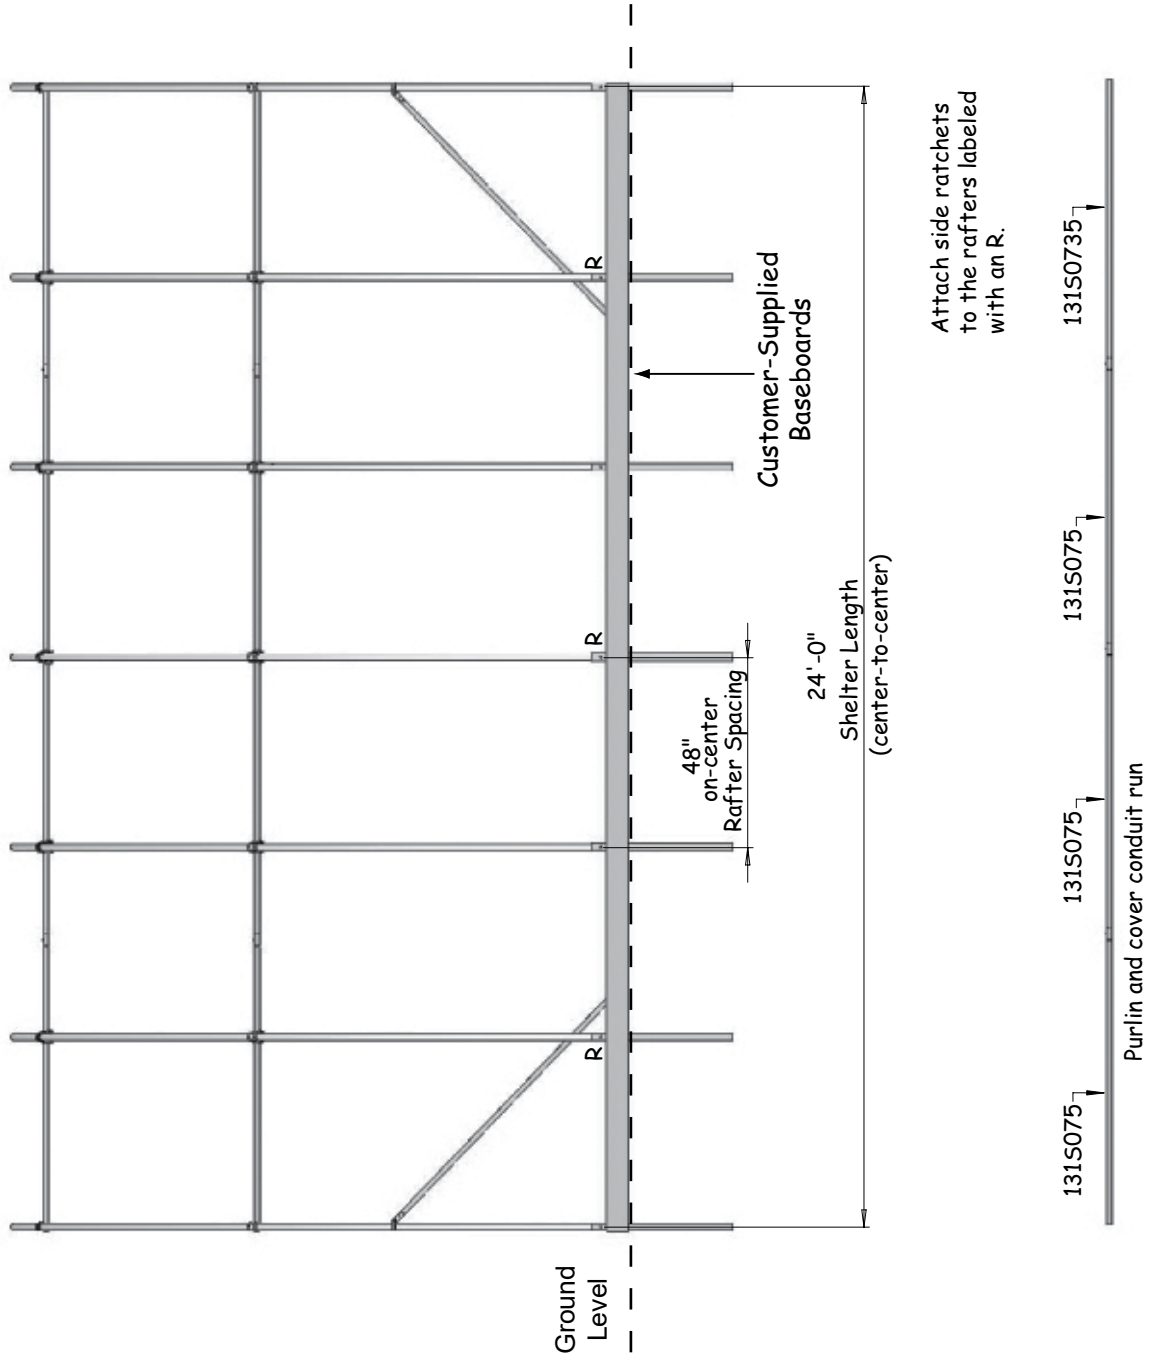 Ground
Level
R
R
R
48"
on-center
Rafter Spacing
Customer-Supplied
Baseboards
24'-0"
Shelter Length
(center-to-center)
Attach side ratchets
to the rafters labeled
with an R.
131S075
131S075
131S075
131S0735
Purlin and cover conduit run